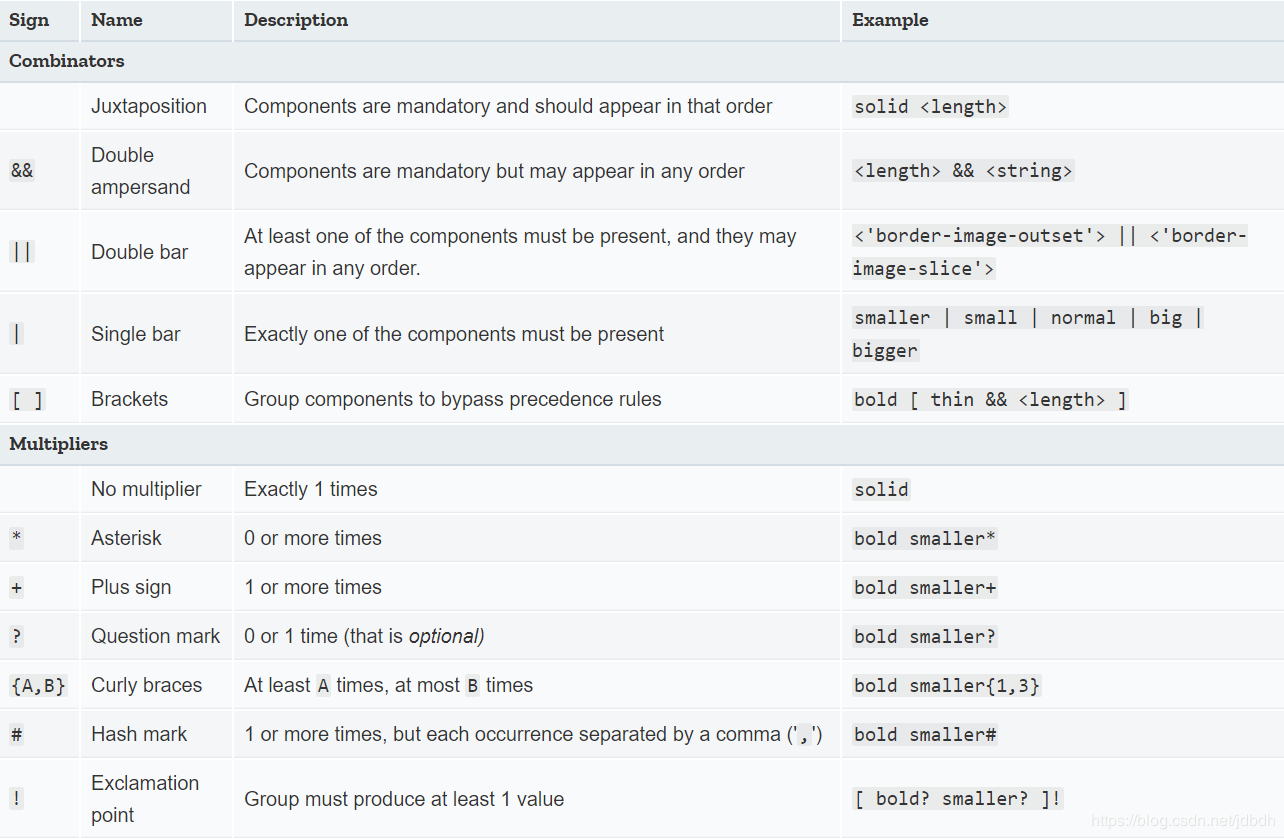 Sign Name Description Example
Combinators
Juxtaposition Components are mandatory and should appear in that order solid <length>
&& Double ampersand Components are mandatory but may appear in any order <length> && <string>
|| Double bar At least one of the components must be present, and they may appear in any order. <'border-image-outset'> || <'border-image-slice'>
| Single bar Exactly one of the components must be present smaller | small | normal | big | bigger
[ ] Brackets Group components to bypass precedence rules bold [ thin && <length> ]
Multipliers
No multiplier Exactly 1 times solid
* Asterisk 0 or more times bold smaller*
+ Plus sign 1 or more times bold smaller+
? Question mark 0 or 1 time (that is optional) bold smaller?
{A,B} Curly braces At least A times, at most B times bold smaller{1,3}
# Hash mark 1 or more times, but each occurrence separated by a comma (',') bold smaller#
! Exclamation point Group must produce at least 1 value [ bold? smaller? ]!
https://blog.csdn.net/jdbdh